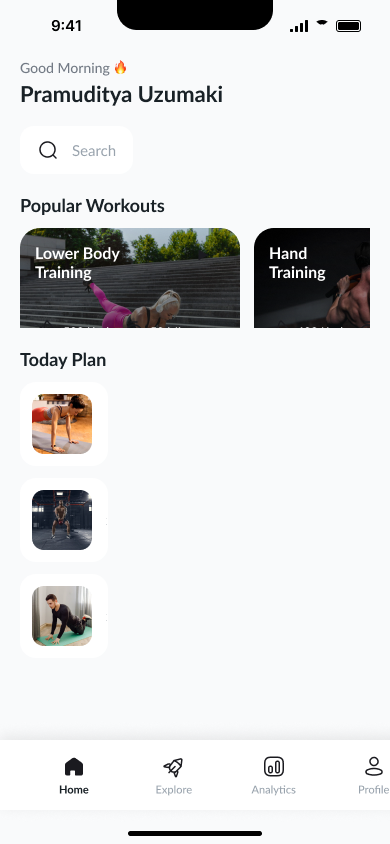 9:41
Good Morning 🔥
Pramuditya Uzumaki
Search
Popular Workouts
Lower Body
Training
Hand
Training
Today Plan
Home
Explore
Analytics
Profile